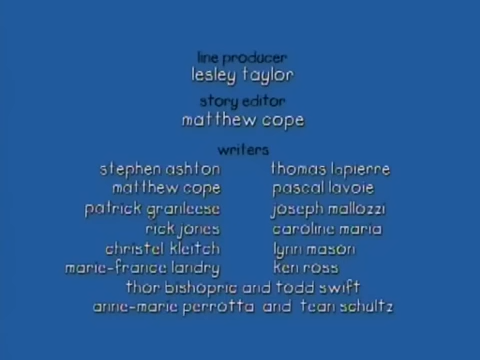 line producer
lesley taylor
story editor
matthew cope
writers
stephen ashton thomas lapierre
matthew cope pascal lavoie
patrick granleese joseph mallozzi
rick jones caroline maria
christel kleitch lynn mason
marie-france landry ken ross
thor bishopric and todd swift
anne-marie perrotta and tean schultz